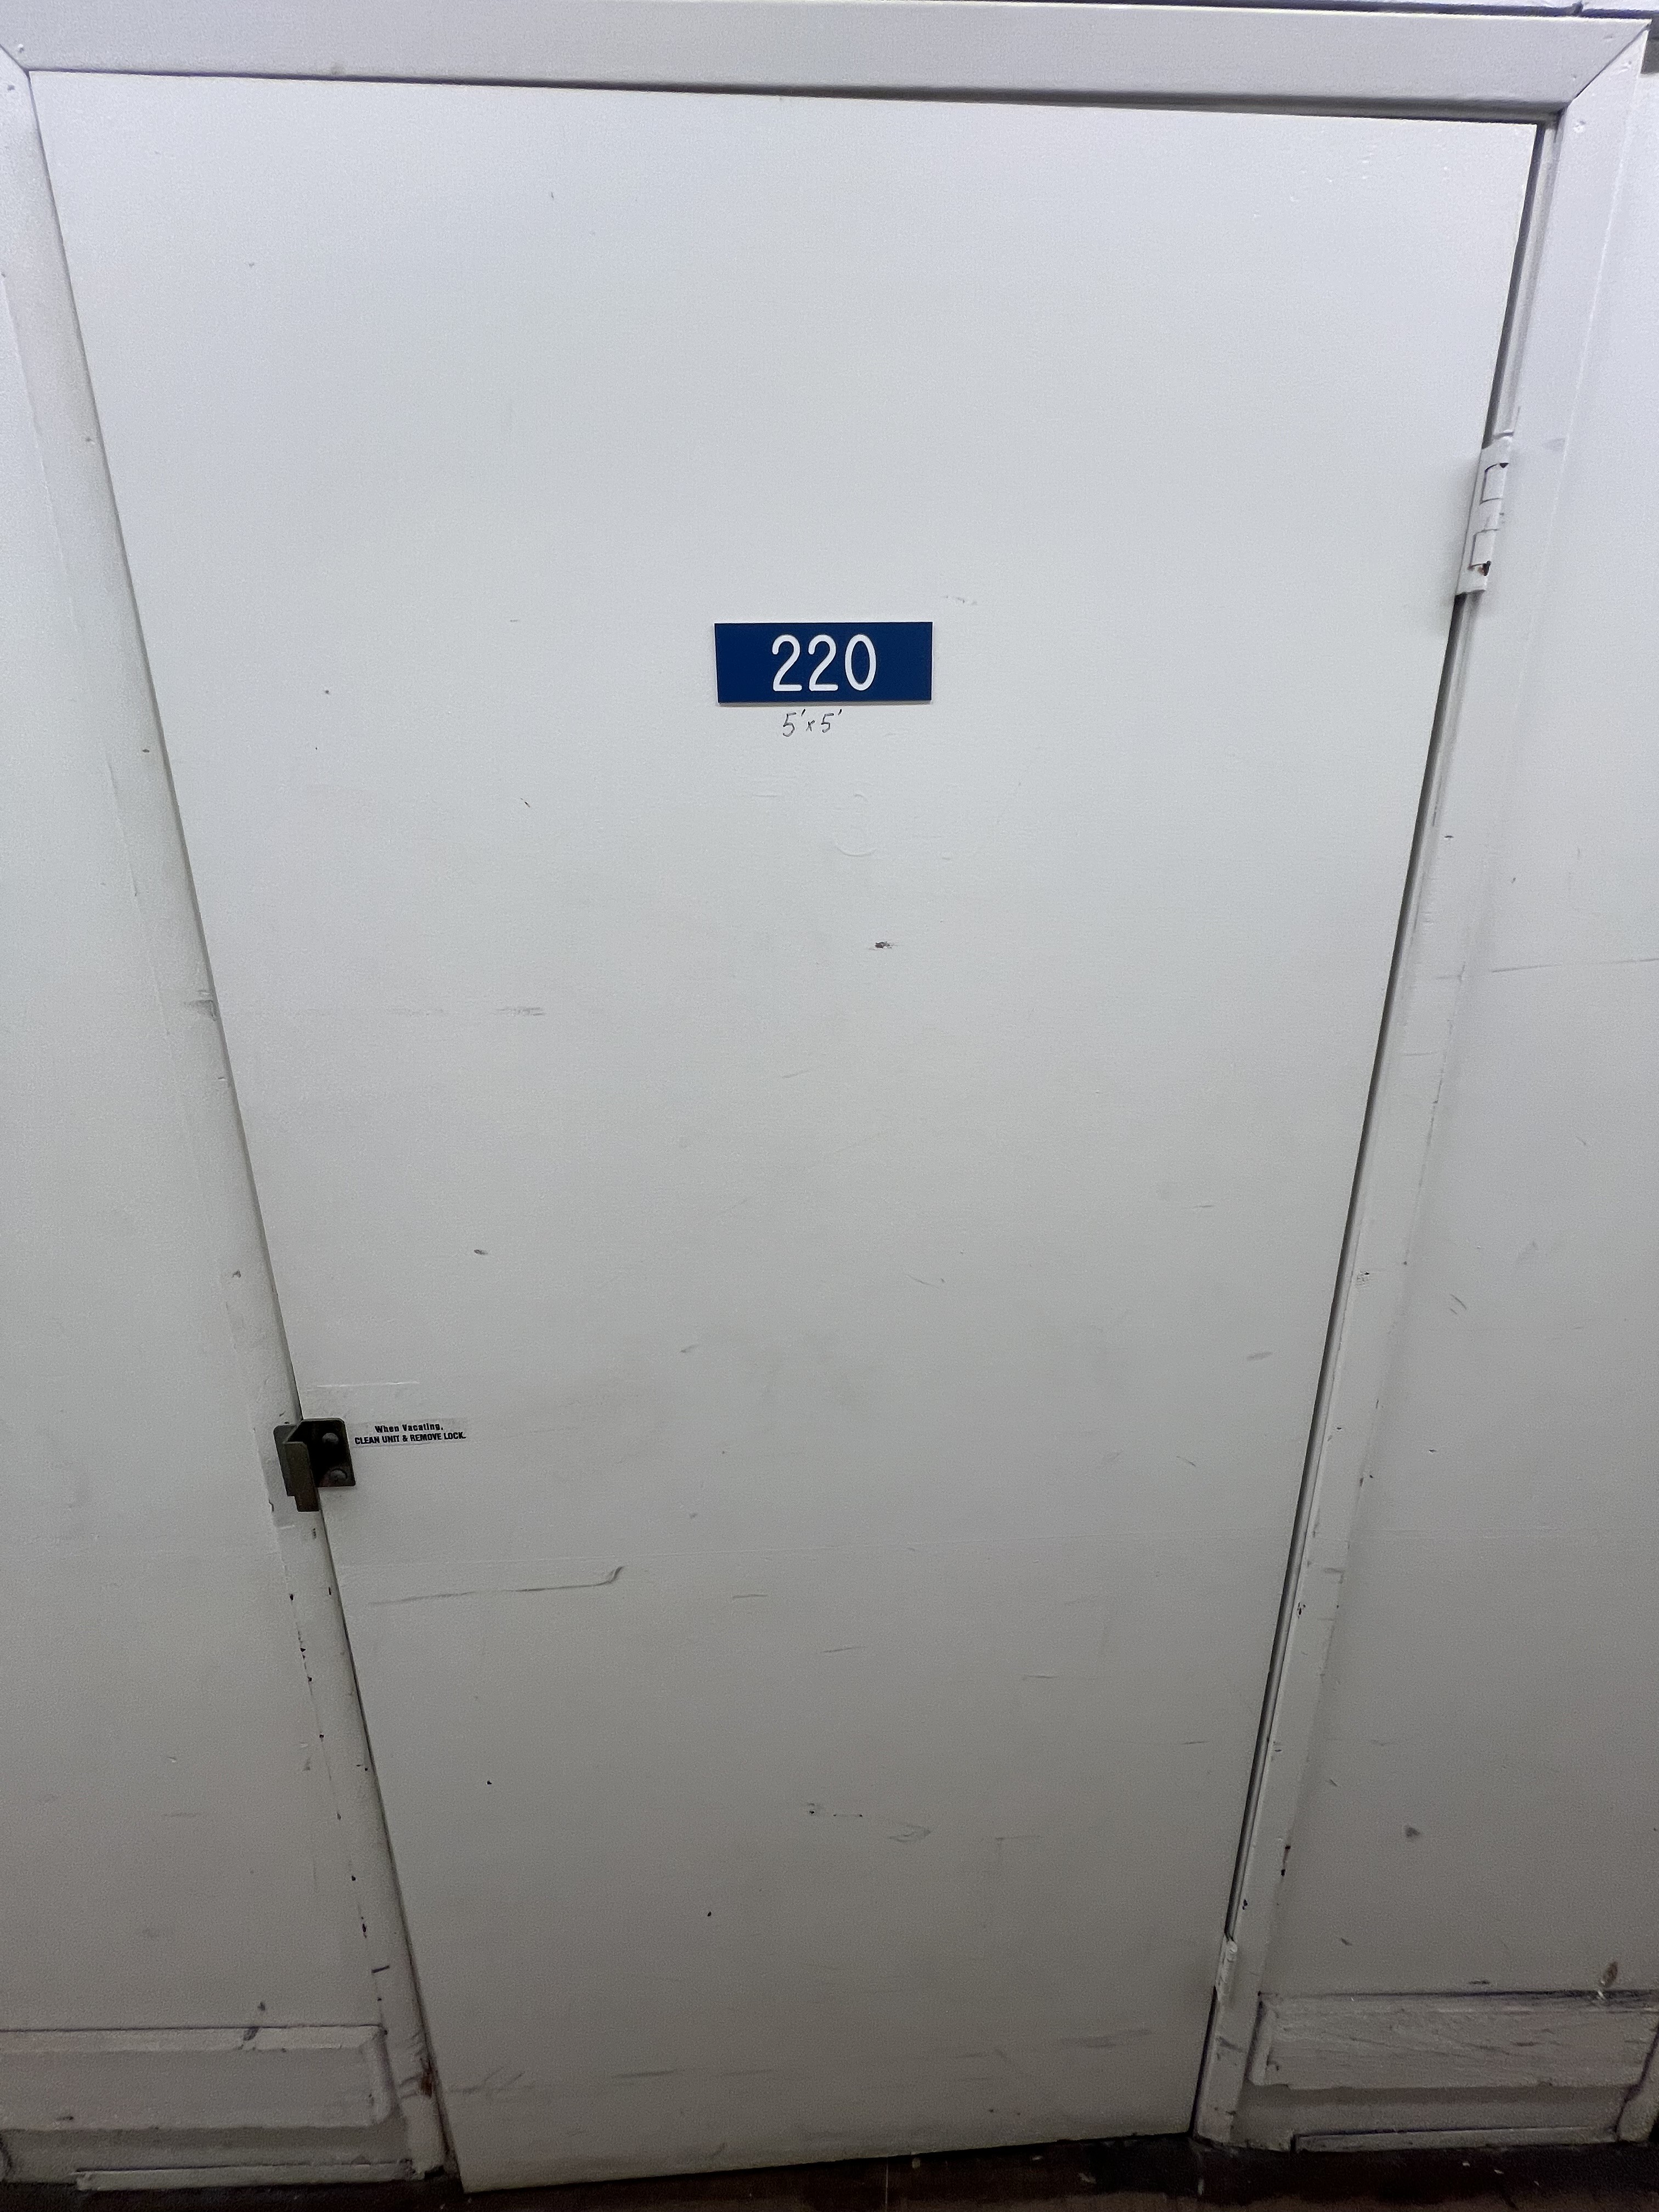 220
5'x5'
When Vacating,
CLEAN UNIT & REMOVE LOCK.